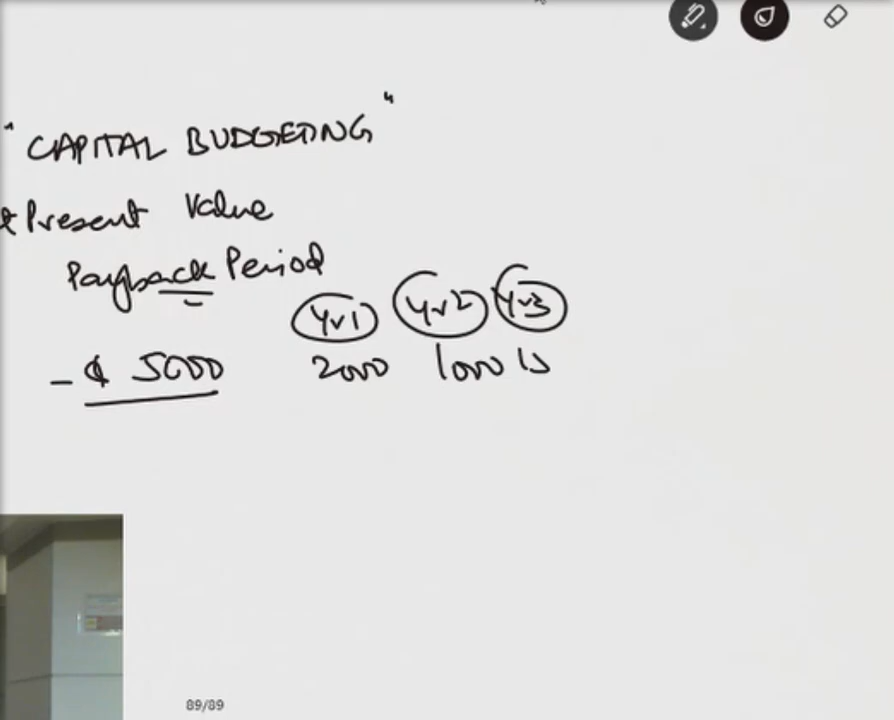 "CAPITAL BUDGETING"
Present Value
Payback Period
Yr1 Yr2 Yr3
- $ 5000 2000 1000
89/89